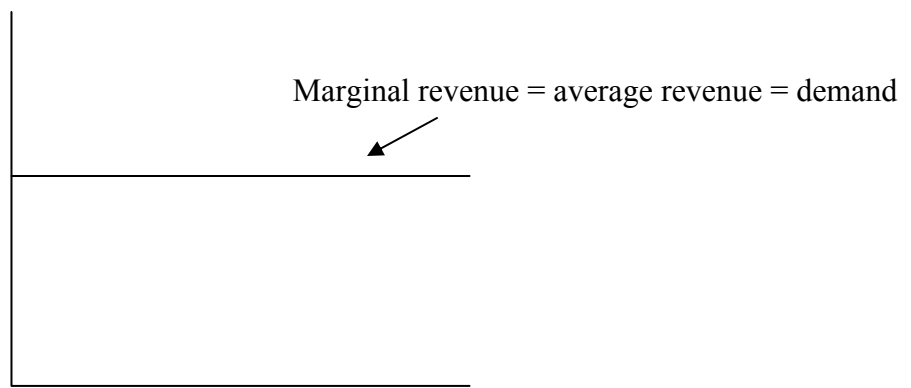 Marginal revenue = average revenue = demand